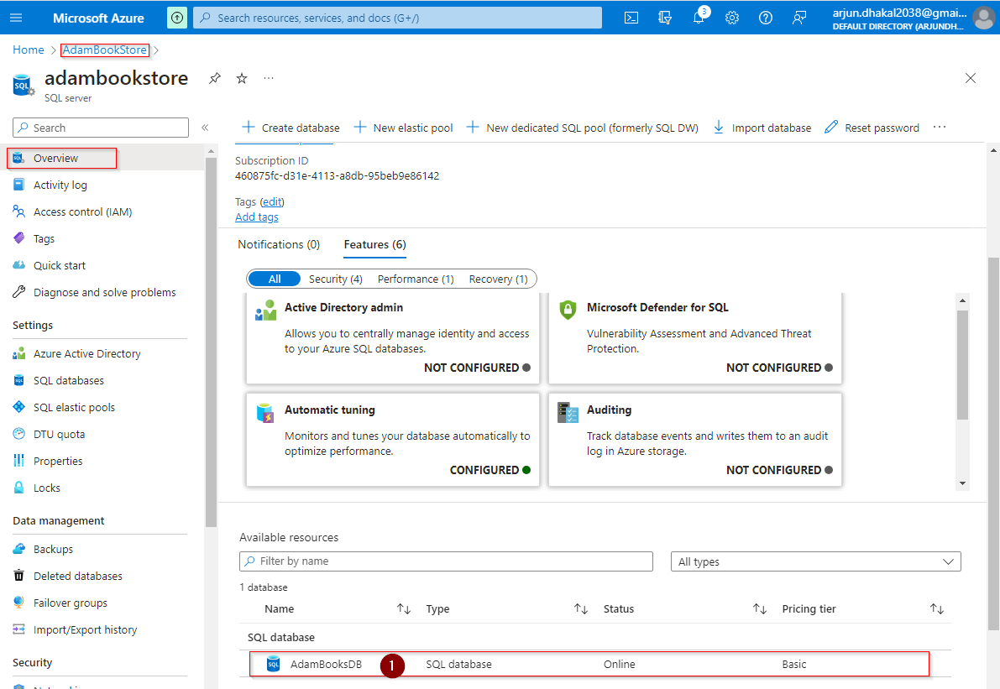 Microsoft Azure
Search resources, services, and docs (G+/)
3
arjun.dhakal2038@gmai...
DEFAULT DIRECTORY (ARJUNDH...
Home > AdamBookStore >
SQL
adambookstore
SQL server
Search
«
Create database
New elastic pool
New dedicated SQL pool (formerly SQL DW)
Import database
Reset password
Overview
Activity log
Access control (IAM)
Tags
Quick start
Diagnose and solve problems
Settings
Azure Active Directory
SQL databases
SQL elastic pools
DTU quota
Properties
Locks
Data management
Backups
Deleted databases
Failover groups
Import/Export history
Security
Subscription ID
460875fc-d31e-4113-a8db-95beb9e86142
Tags (edit)
Add tags
Notifications (0)
Features (6)
All
Security (4)
Performance (1)
Recovery (1)
Active Directory admin
Allows you to centrally manage identity and access
to your Azure SQL databases.
NOT CONFIGURED
Microsoft Defender for SQL
Vulnerability Assessment and Advanced Threat
Protection.
NOT CONFIGURED
Automatic tuning
Monitors and tunes your database automatically to
optimize performance.
CONFIGURED
Auditing
Track database events and writes them to an audit
log in Azure storage.
NOT CONFIGURED
Available resources
Filter by name
All types
1 database
Name
Type
Status
Pricing tier
SQL database
SQL
AdamBooksDB
1
SQL database
Online
Basic